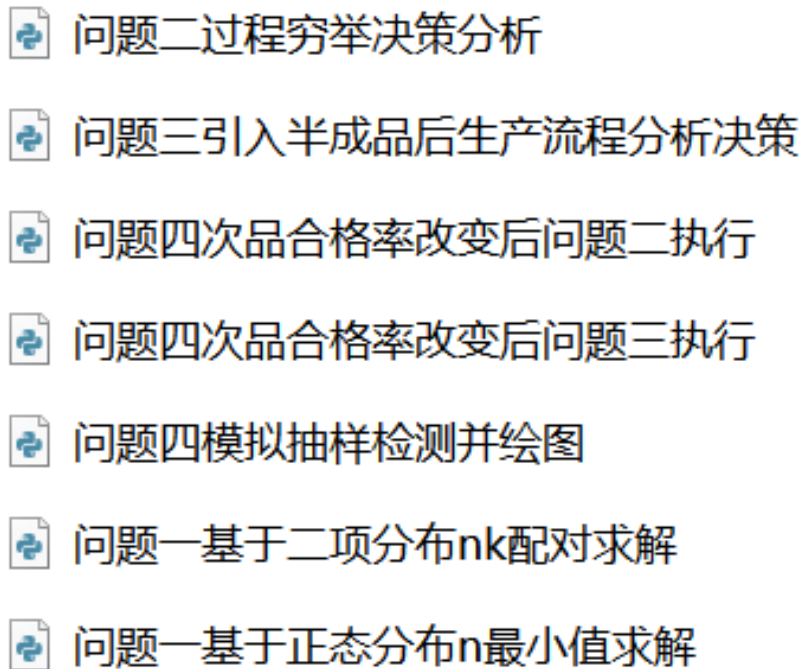 问题二过程穷举决策分析
问题三引入半成品后生产流程分析决策
问题四次品合格率改变后问题二执行
问题四次品合格率改变后问题三执行
问题四模拟抽样检测并绘图
问题一基于二项分布nk配对求解
问题一基于正态分布n最小值求解